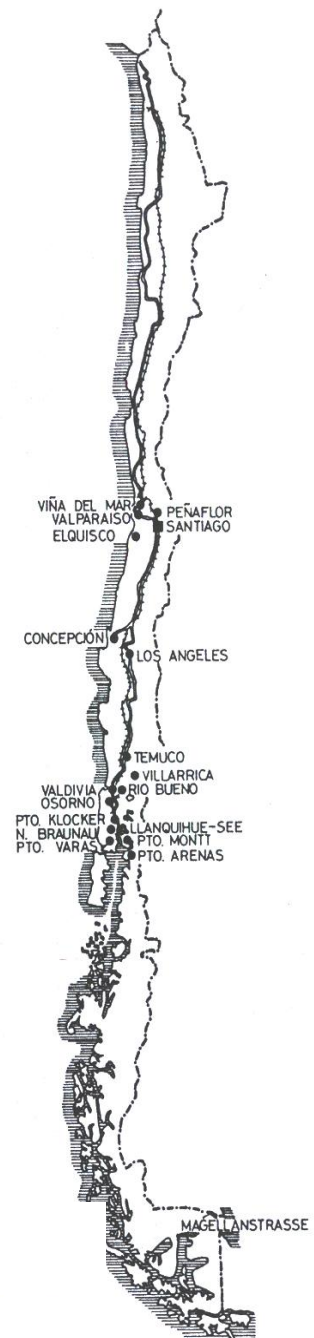 VIÑA DEL MAR
VALPARAISO
PEÑAFLOR
SANTIAGO
ELQUISCO
CONCEPCIÓN
LOS ANGELES
TEMUCO
VILLARRICA
VALDIVIA
RIO BUENO
OSORNO
PTO. KLOCKER
N. BRAUNAU
LLANQUIHUE-SEE
PTO. VARAS
PTO. MONTT
PTO. ARENAS
MAGELLANSTRASSE